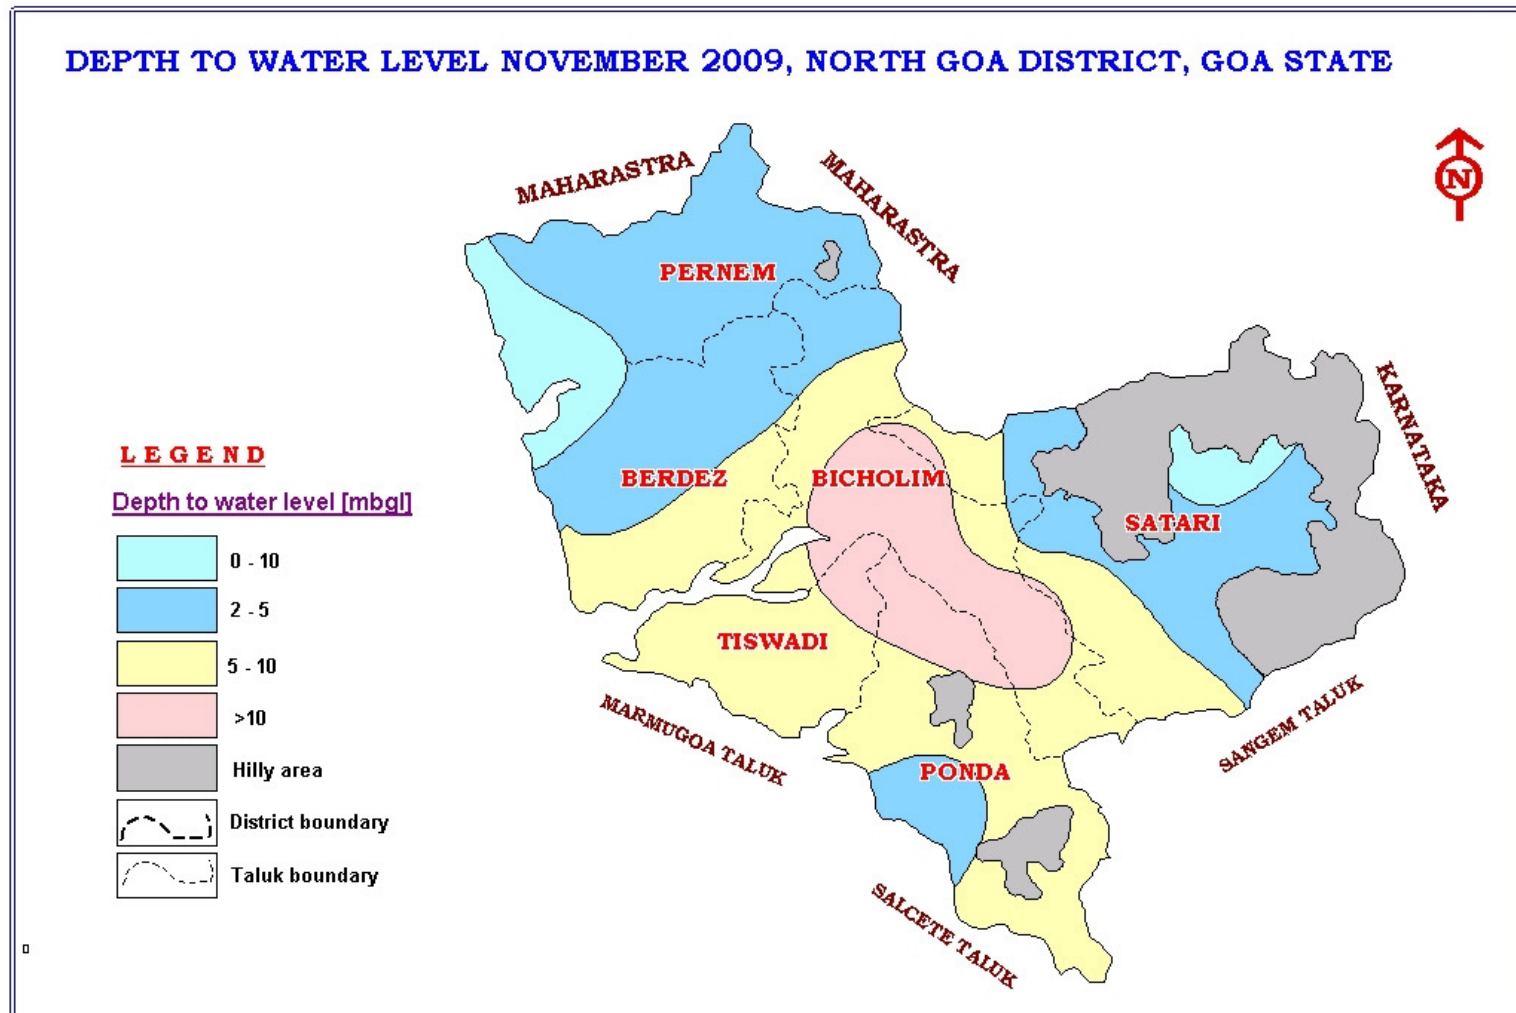 DEPTH TO WATER LEVEL NOVEMBER 2009, NORTH GOA DISTRICT, GOA STATE
MAHARASTRA
MAHARASTRA
N
PERNEM
KARNATAKA
BERDEZ
BICHOLIM
SATARI
TISWADI
MARMUGOA TALUK
SANGEM TALUK
PONDA
SALCETE TALUK
LEGEND
Depth to water level [mbgl]
0 - 10
2 - 5
5 - 10
>10
Hilly area
District boundary
Taluk boundary